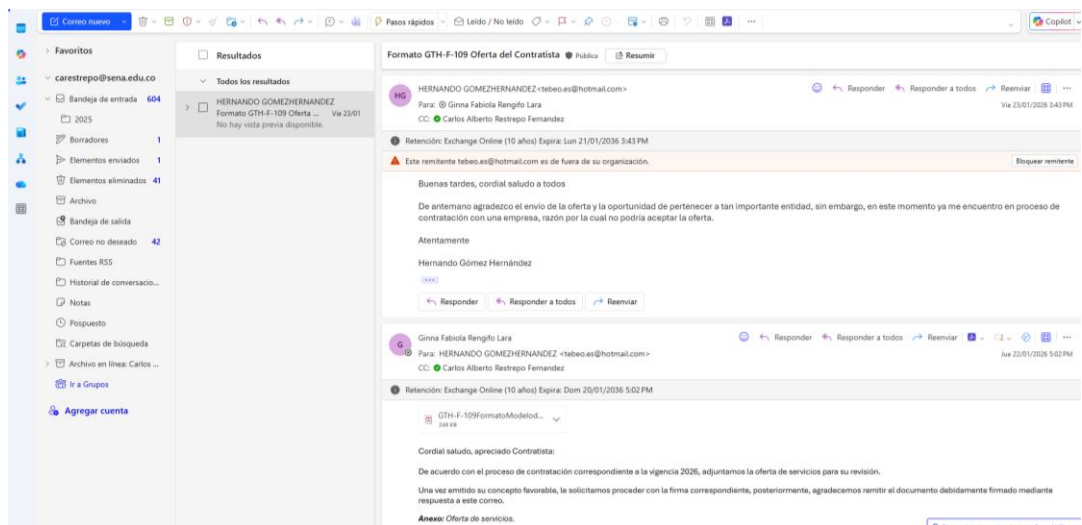 Correo nuevo
Pasos rápidos
Leído / No leído
Copilot
Favoritos
carestrepo@sena.edu.co
Bandeja de entrada 604
2025
Borradores 1
Elementos enviados 1
Elementos eliminados 41
Archivo
Bandeja de salida
Correo no deseado 42
Fuentes RSS
Historial de conversacio...
Notas
Pospuesto
Carpetas de búsqueda
Archivo en línea: Carlos ...
Ir a Grupos
Agregar cuenta
Resultados
Todos los resultados
HERNANDO GOMEZHERNANDEZ
Formato GTH-F-109 Oferta ... Vie 23/01
No hay vista previa disponible.
Formato GTH-F-109 Oferta del Contratista Pública Resumir
HG
HERNANDO GOMEZHERNANDEZ<tebeo.es@hotmail.com>
Responder Responder a todos Reenviar
Para: Ginna Fabiola Rengifo Lara
Vie 23/01/2026 3:43 PM
CC: Carlos Alberto Restrepo Fernandez
Retención: Exchange Online (10 años) Expira: Lun 21/01/2036 3:43 PM
Este remitente tebeo.es@hotmail.com es de fuera de su organización.
Bloquear remitente
Buenas tardes, cordial saludo a todos
De antemano agradezco el envío de la oferta y la oportunidad de pertenecer a tan importante entidad, sin embargo, en este momento ya me encuentro en proceso de
contratación con una empresa, razón por la cual no podría aceptar la oferta.
Atentamente
Hernando Gómez Hernández
Responder Responder a todos Reenviar
G
Ginna Fabiola Rengifo Lara
Responder Responder a todos Reenviar
Para: HERNANDO GOMEZHERNANDEZ <tebeo.es@hotmail.com>
Jue 22/01/2026 5:02 PM
CC: Carlos Alberto Restrepo Fernandez
Retención: Exchange Online (10 años) Expira: Dom 20/01/2036 5:02 PM
GTH-F-109FormatoModelod...
Cordial saludo, apreciado Contratista:
De acuerdo con el proceso de contratación correspondiente a la vigencia 2026, adjuntamos la oferta de servicios para su revisión.
Una vez emitido su concepto favorable, le solicitamos proceder con la firma correspondiente, posteriormente, agradecemos remitir el documento debidamente firmado mediante
respuesta a este correo.
Anexo: Oferta de servicios.